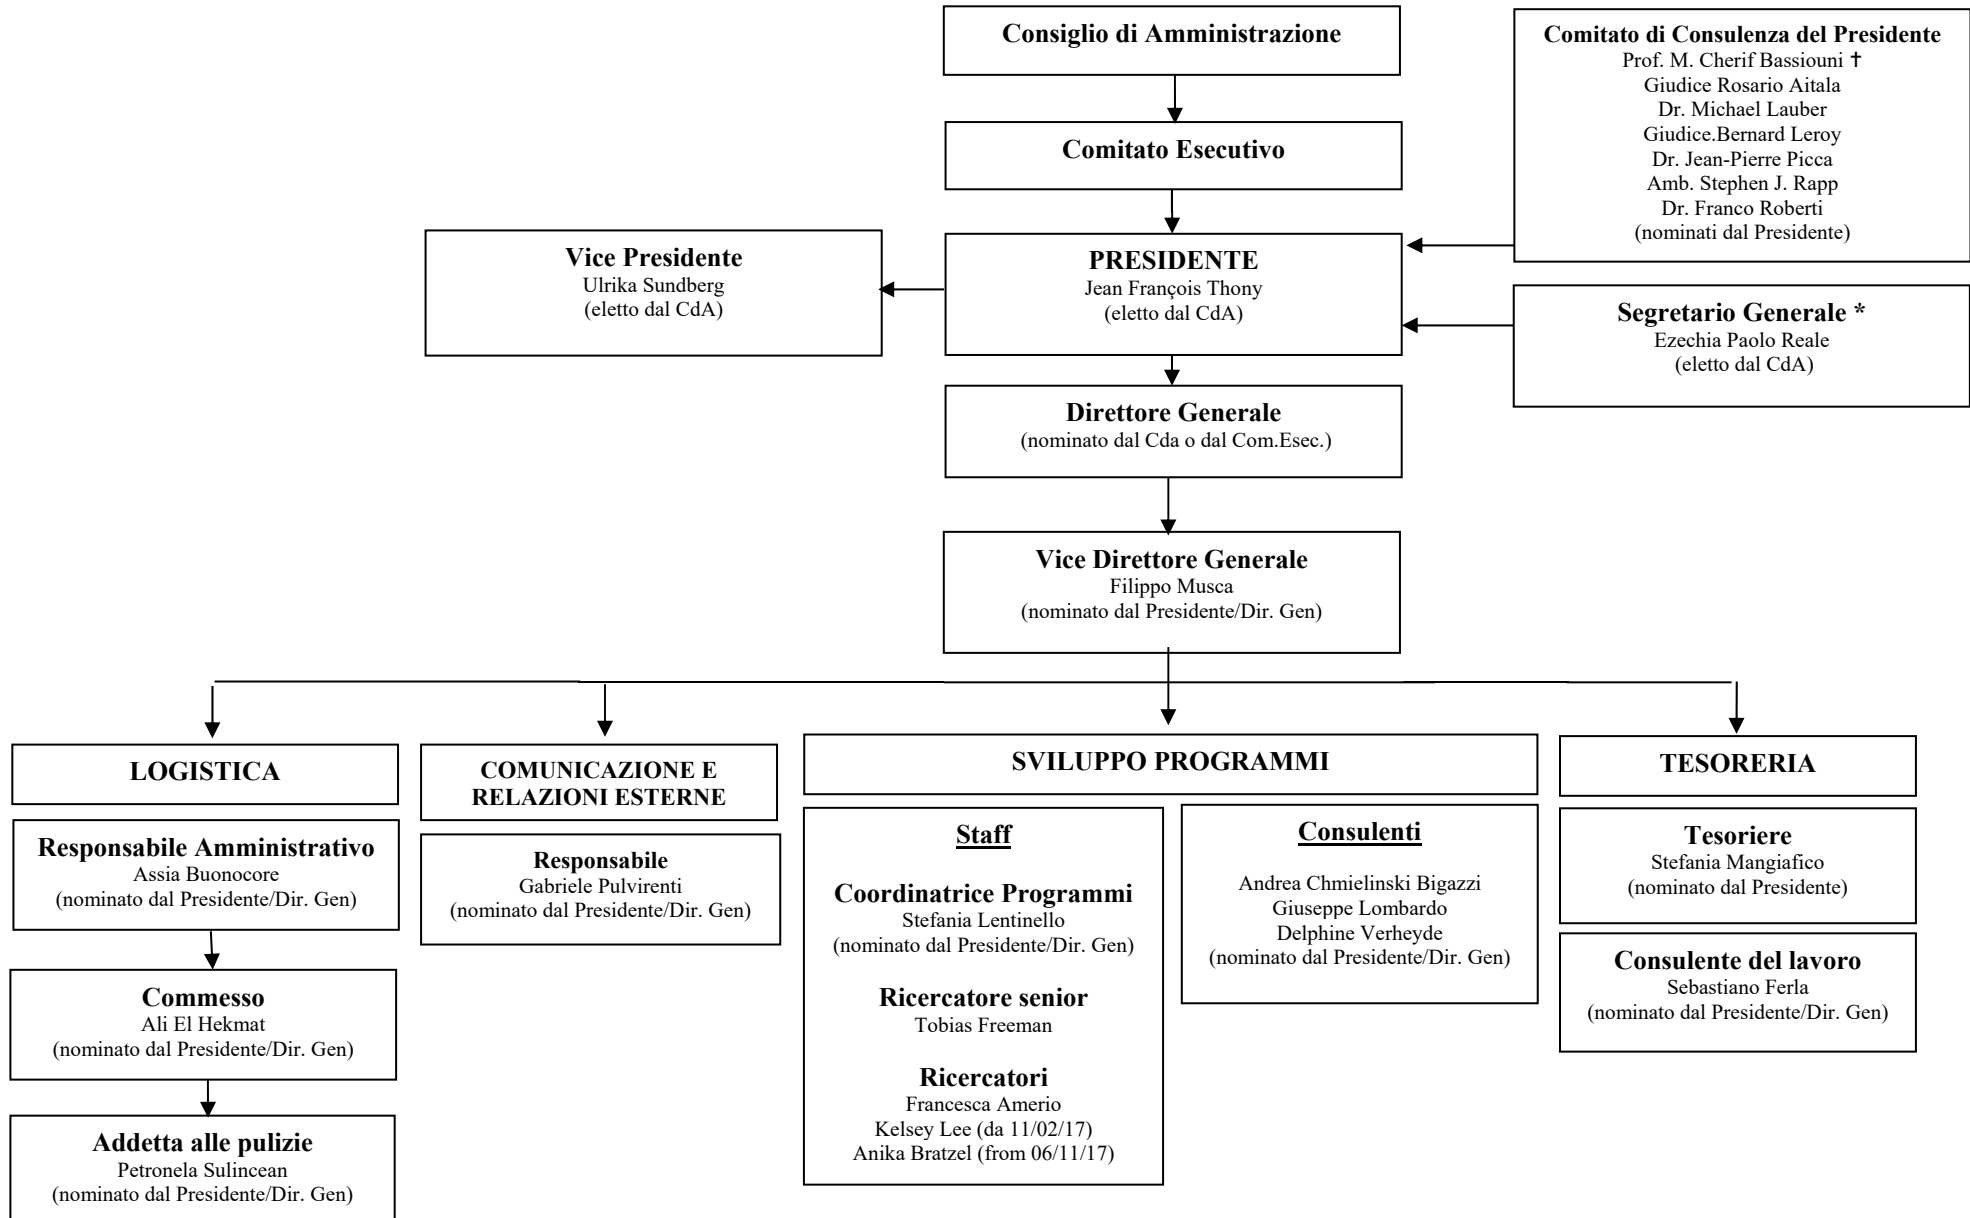 Consiglio di Amministrazione
Comitato di Consulenza del Presidente
Prof. M. Cherif Bassiouni ✝
Giudice Rosario Aitala
Dr. Michael Lauber
Giudice.Bernard Leroy
Dr. Jean-Pierre Picca
Amb. Stephen J. Rapp
Dr. Franco Roberti
(nominati dal Presidente)
Comitato Esecutivo
Vice Presidente
Ulrika Sundberg
(eletto dal CdA)
PRESIDENTE
Jean François Thony
(eletto dal CdA)
Segretario Generale *
Ezechia Paolo Reale
(eletto dal CdA)
Direttore Generale
(nominato dal Cda o dal Com.Esec.)
Vice Direttore Generale
Filippo Musca
(nominato dal Presidente/Dir. Gen)
LOGISTICA
Responsabile Amministrativo
Assia Buonocore
(nominato dal Presidente/Dir. Gen)
Commesso
Ali El Hekmat
(nominato dal Presidente/Dir. Gen)
Addetta alle pulizie
Petronela Sulincean
(nominato dal Presidente/Dir. Gen)
COMUNICAZIONE E
RELAZIONI ESTERNE
Responsabile
Gabriele Pulvirenti
(nominato dal Presidente/Dir. Gen)
SVILUPPO PROGRAMMI
Staff
Coordinatrice Programmi
Stefania Lentinello
(nominato dal Presidente/Dir. Gen)
Ricercatore senior
Tobias Freeman
Ricercatori
Francesca Amerio
Kelsey Lee (da 11/02/17)
Anika Bratzel (from 06/11/17)
Consulenti
Andrea Chmielinski Bigazzi
Giuseppe Lombardo
Delphine Verheyde
(nominato dal Presidente/Dir. Gen)
TESORERIA
Tesoriere
Stefania Mangiafico
(nominato dal Presidente)
Consulente del lavoro
Sebastiano Ferla
(nominato dal Presidente/Dir. Gen)